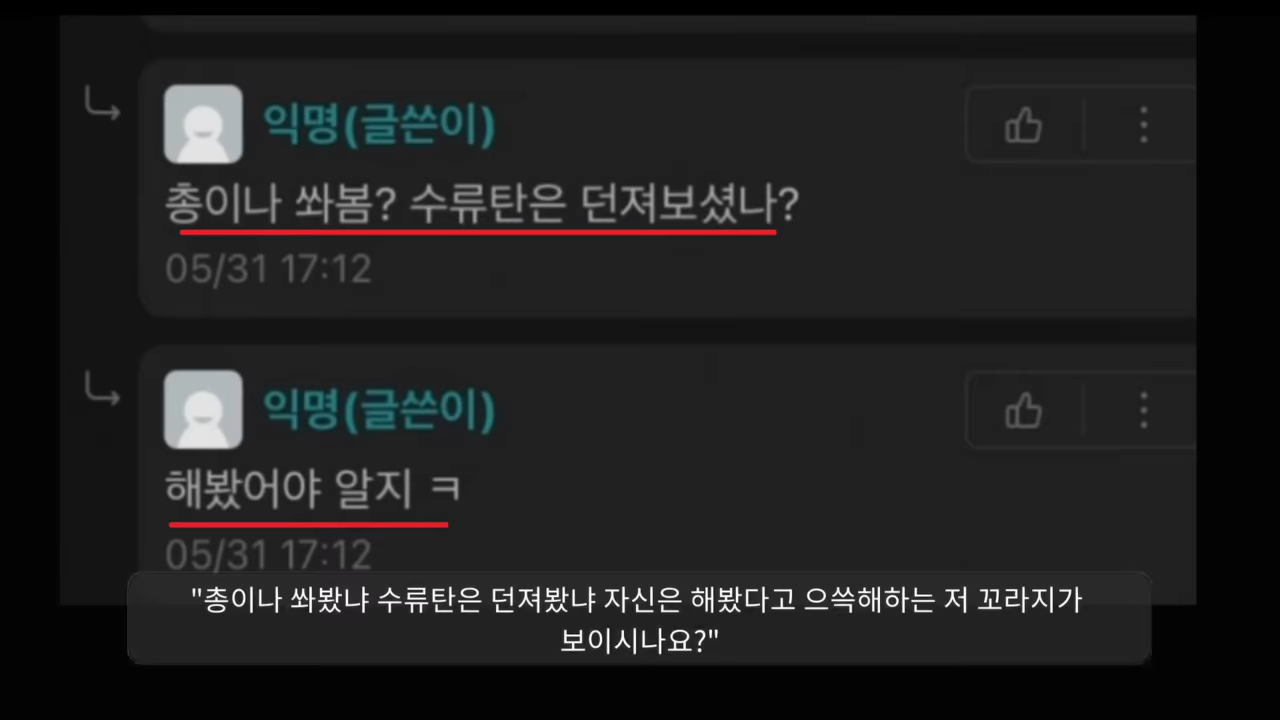 익명(글쓴이)
총이나 쏴봄? 수류탄은 던져보셨나?
05/31 17:12
익명(글쓴이)
해봤어야 알지 ㅋ
05/31 17:12
"총이나 쏴봤냐 수류탄은 던져봤냐 자신은 해봤다고 으쓱해하는 저 꼬라지가
보이시나요?"